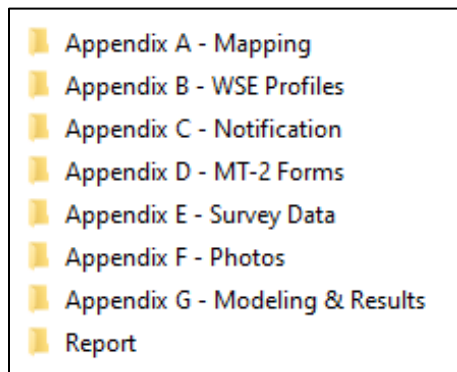 Appendix A - Mapping
Appendix B - WSE Profiles
Appendix C - Notification
Appendix D - MT-2 Forms
Appendix E - Survey Data
Appendix F - Photos
Appendix G - Modeling & Results
Report